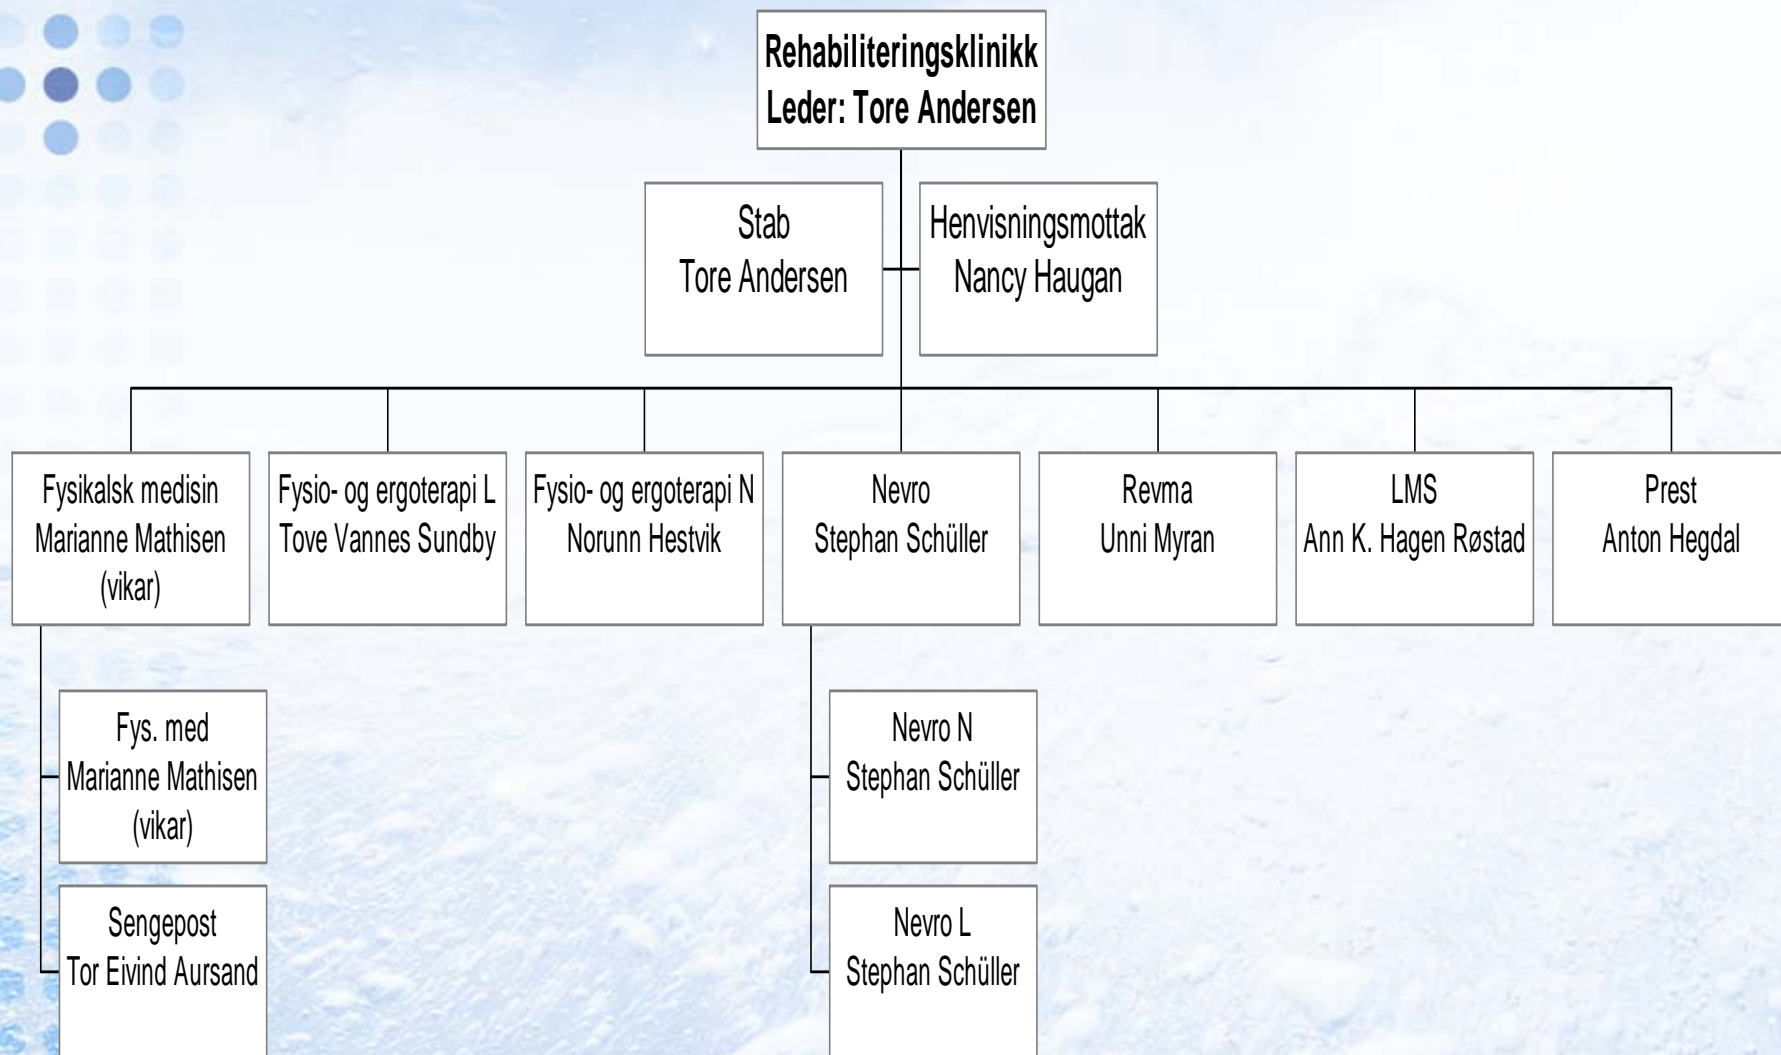 Rehabiliteringsklinikk
Leder: Tore Andersen
Stab
Tore Andersen
Henvisningsmottak
Nancy Haugan
Fysikalsk medisin
Marianne Mathisen
(vikar)
Fysio- og ergoterapi L
Tove Vannes Sundby
Fysio- og ergoterapi N
Norunn Hestvik
Nevro
Stephan Schüller
Revma
Unni Myran
LMS
Ann K. Hagen Røstad
Prest
Anton Hegdal
Fys. med
Marianne Mathisen
(vikar)
Sengepost
Tor Eivind Aursand
Nevro N
Stephan Schüller
Nevro L
Stephan Schüller